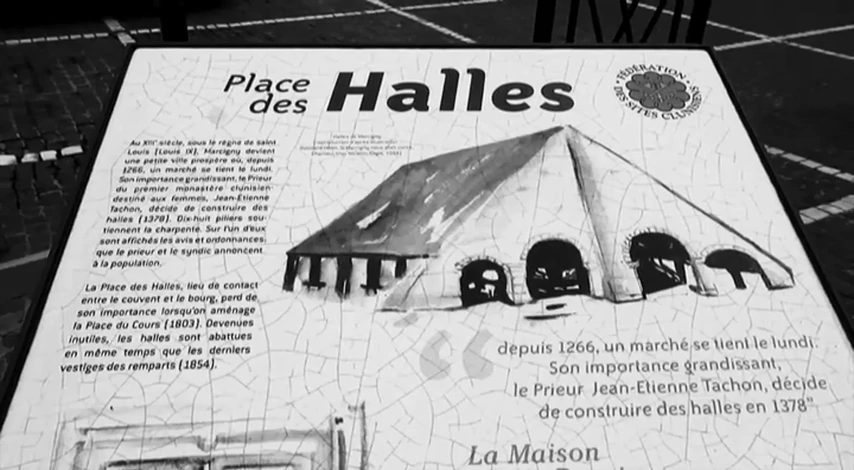 Place
des
Halles
FÉDÉRATION
DES SITES CLUNISIENS
Au XIIIe siècle, sous le règne de saint
Louis (Louis IX), Marcigny devient
une petite ville prospère où, depuis
1266, un marché se tient le lundi.
Son importance grandissant, le Prieur
du premier monastère clunisien
destiné aux femmes, Jean-Etienne
Tachon, décide de construire des
halles (1378). Dix-huit piliers sou-
tiennent la charpente. Sur l'un d'eux
sont affichés les avis et ordonnances
que le prieur et le syndic annoncent
à la population.
La Place des Halles, lieu de contact
entre le couvent et le bourg, perd de
son importance lorsqu'on aménage
la Place du Cours (1803). Devenues
inutiles, les halles sont abattues
en même temps que les derniers
vestiges des remparts (1854).
“ depuis 1266, un marché se tient le lundi.
Son importance grandissant,
le Prieur Jean-Etienne Tachon, décide
de construire des halles en 1378"
La Maison